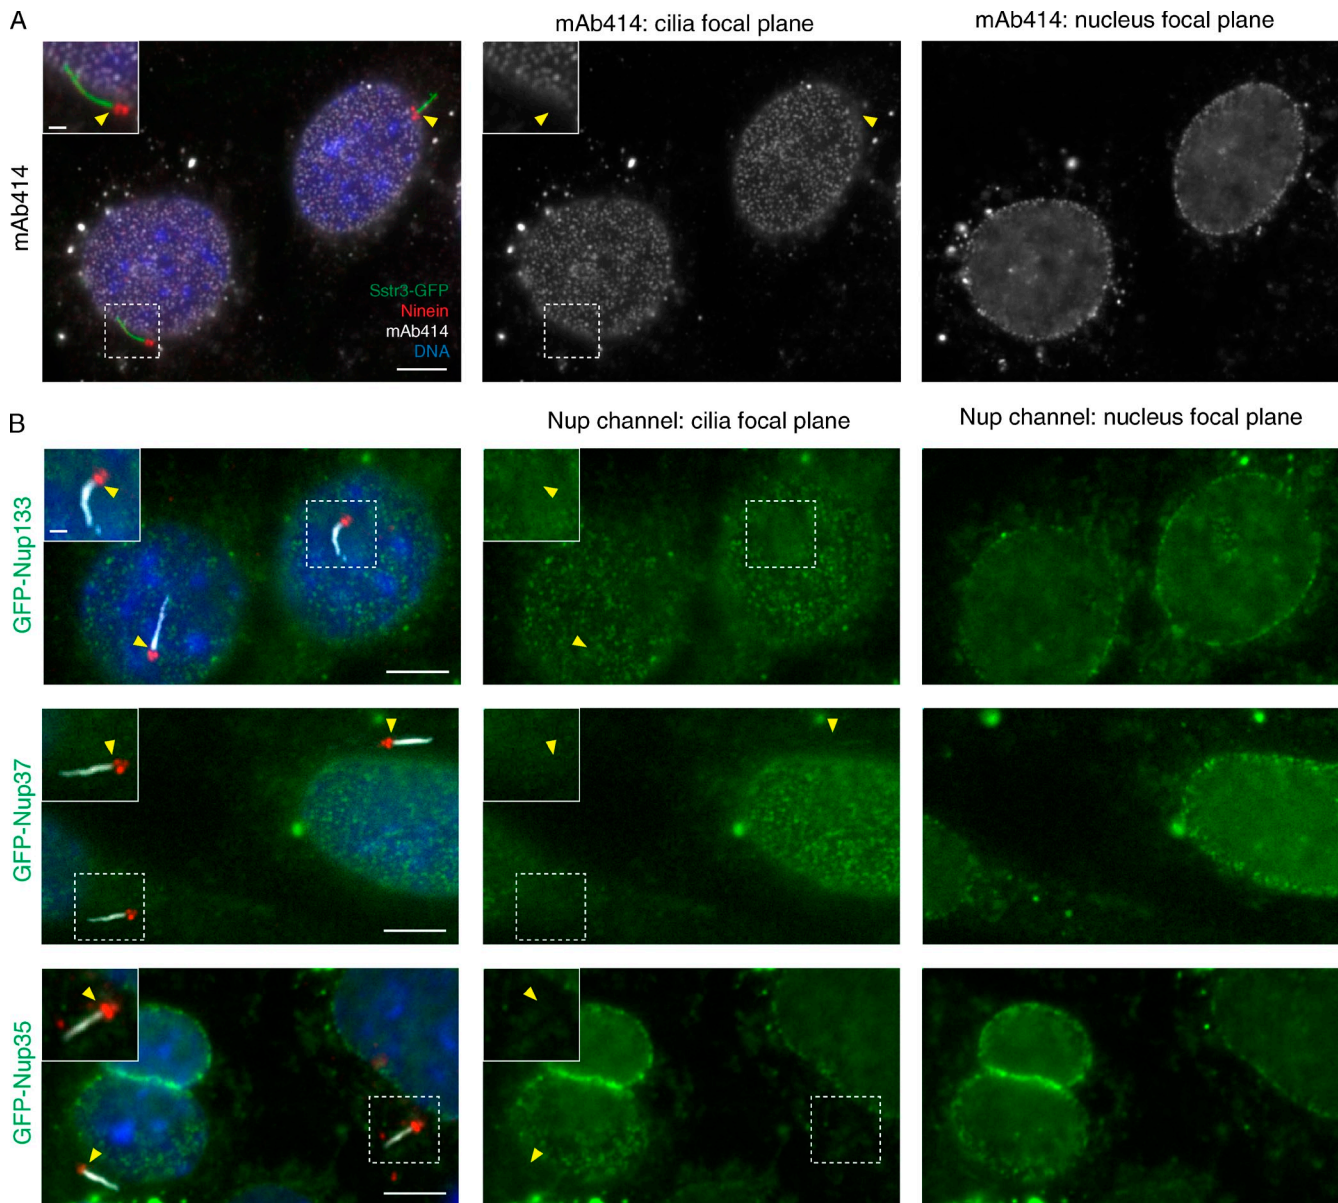 A
mAb414: cilia focal plane
mAb414: nucleus focal plane
mAb414
Sstr3-GFP
Ninein
mAb414
DNA
B
Nup channel: cilia focal plane
Nup channel: nucleus focal plane
GFP-Nup133
GFP-Nup37
GFP-Nup35